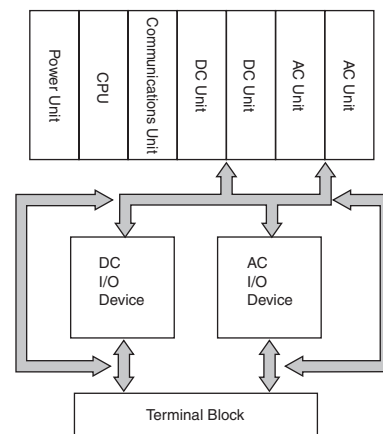 Power Unit
CPU
Communications Unit
DC Unit
DC Unit
AC Unit
AC Unit
DC
I/O
Device
AC
I/O
Device
Terminal Block